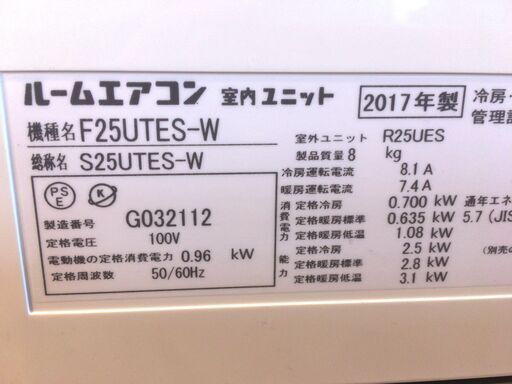 ルームエアコン 室内ユニット 2017年製 冷房・
機種名 F25UTES-W
総称名 S25UTES-W
PS
E
K
製造番号 G032112
定格電圧 100V
電動機の定格消費電力 0.96 kW
定格周波数 50/60Hz
室外ユニット R25UES
製品質量 8 kg
冷房運転電流 8.1 A
暖房運転電流 7.4 A
消費電力
定格冷房 0.700 kW 通年エネ
定格暖房標準 0.635 kW 5.7 (JIS
定格暖房低温 1.08 kW
能力
定格冷房 2.5 kW (別売の
定格暖房標準 2.8 kW
定格暖房低温 3.1 kW